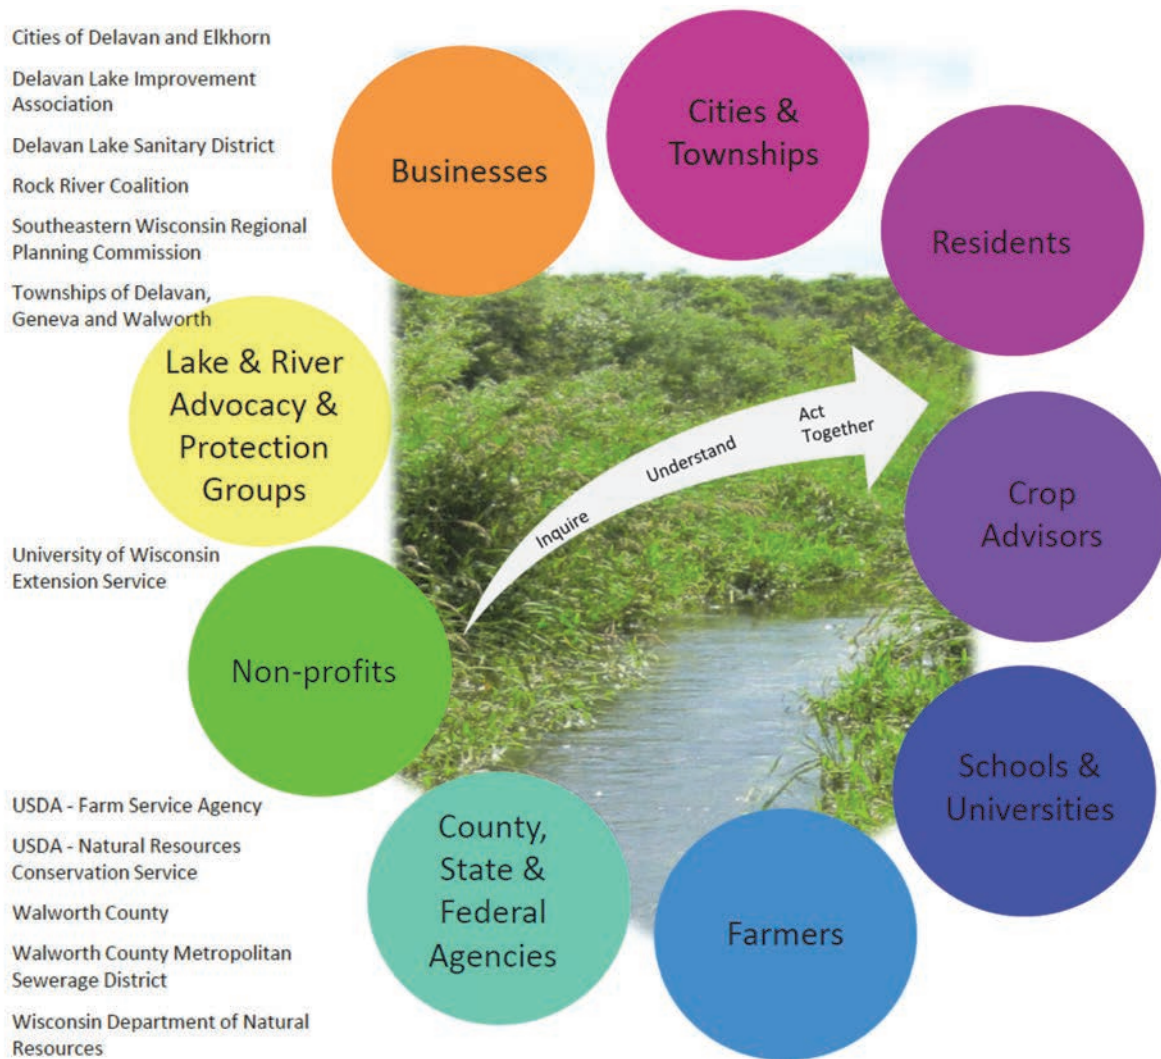 Cities of Delavan and Elkhorn
Delavan Lake Improvement
Association
Delavan Lake Sanitary District
Rock River Coalition
Southeastern Wisconsin Regional
Planning Commission
Townships of Delavan,
Geneva and Walworth
University of Wisconsin
Extension Service
USDA - Farm Service Agency
USDA - Natural Resources
Conservation Service
Walworth County
Walworth County Metropolitan
Sewerage District
Wisconsin Department of Natural
Resources
Businesses
Cities &
Townships
Residents
Lake & River
Advocacy &
Protection
Groups
Inquire
Understand
Act
Together
Crop
Advisors
Non-profits
Schools &
Universities
County,
State &
Federal
Agencies
Farmers